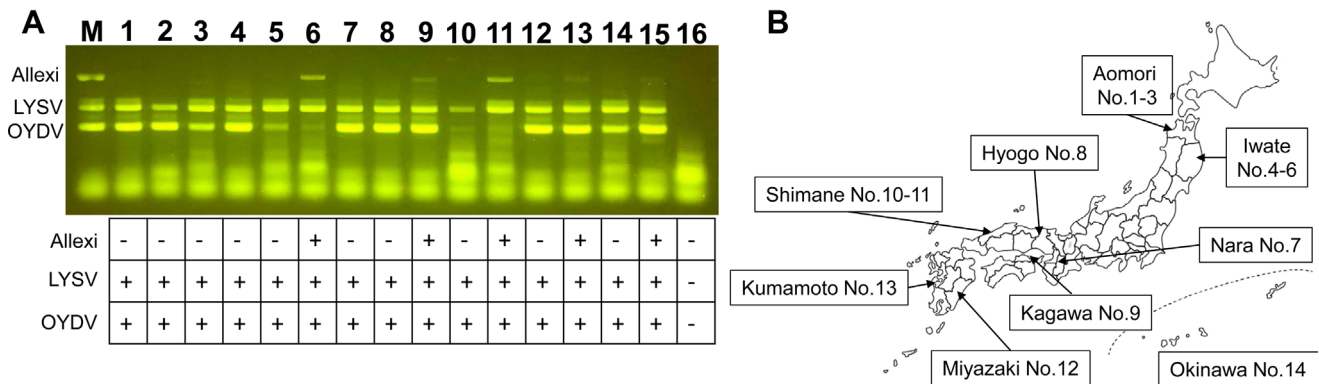 A
M 1 2 3 4 5 6 7 8 9 10 11 12 13 14 15 16
Allexi
LYSV
OYDV
Allexi - - - - - + - - + - + - + - + -
LYSV + + + + + + + + + + + + + + + -
OYDV + + + + + + + + + + + + + + + -
B
Aomori
No.1-3
Iwate
No.4-6
Hyogo No.8
Shimane No.10-11
Nara No.7
Kumamoto No.13
Kagawa No.9
Miyazaki No.12
Okinawa No.14